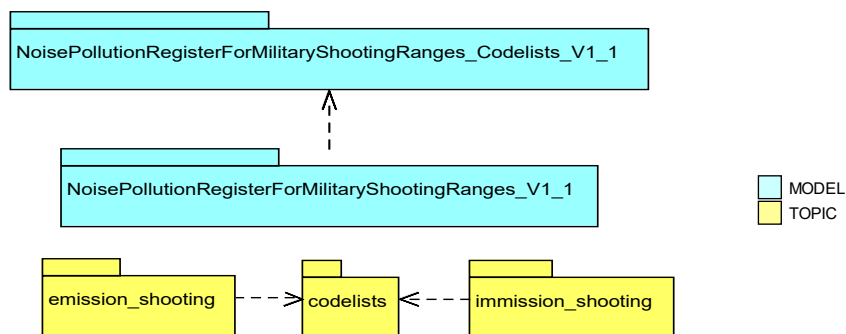 NoisePollutionRegisterForMilitaryShootingRanges_Codelists_V1_1
NoisePollutionRegisterForMilitaryShootingRanges_V1_1
MODEL
TOPIC
emission_shooting
codelists
immission_shooting